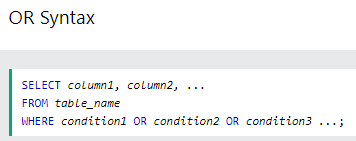 OR Syntax
SELECT column1, column2, ...
FROM table_name
WHERE condition1 OR condition2 OR condition3 ...;